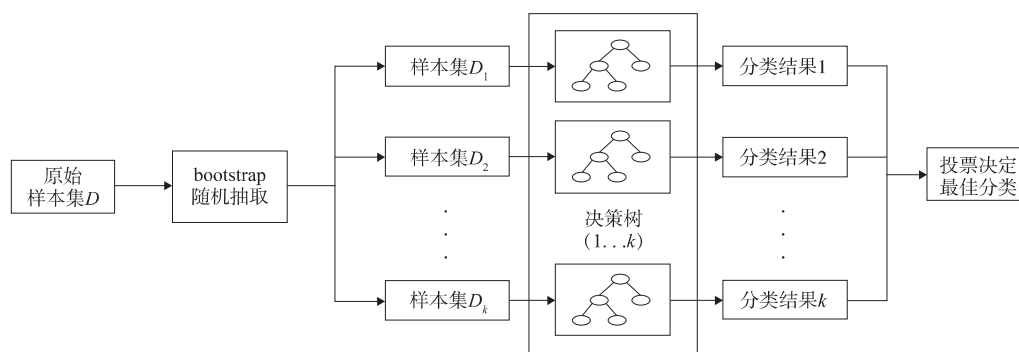 原始
样本集D
bootstrap
随机抽取
样本集D₁
样本集D₂
样本集Dₖ
决策树
(1...k)
分类结果1
分类结果2
分类结果k
投票决定
最佳分类